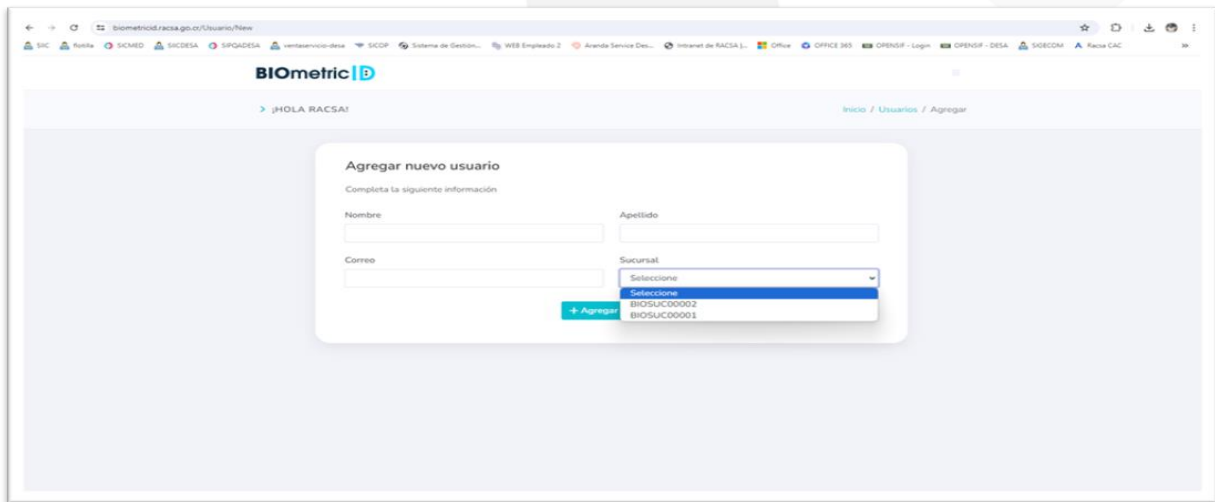 biometricid.racsa.go.cr/Usuario/New
SIIC fiotilla SICMED SICDESA SIPQADESA ventaservicio-desa SICOP Sistema de Gestión... WEB Empleado 2 Aranda Service Des... Intranet de RACSA |... Office OFFICE 365 OPENSIF - Login OPENSIF - DESA SIGECOM Racsa CAC »
BIOmetric ID
> ¡HOLA RACSA! Inicio / Usuarios / Agregar
Agregar nuevo usuario
Completa la siguiente información
Nombre Apellido
Correo Sucursal
Seleccione
Seleccione
BIOSUC00002
+ Agregar BIOSUC00001